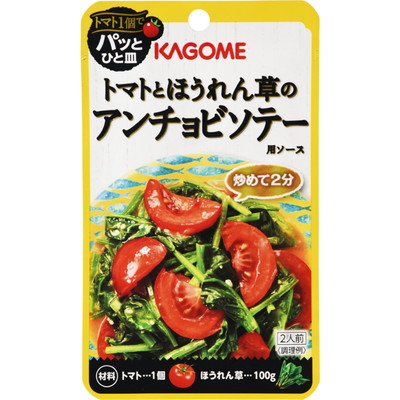 トマト1個で
パッと
ひと皿
KAGOME
トマトとほうれん草の
アンチョビソテー
用ソース
炒めて2分
2人前
(調理例)
材料 トマト…1個 ほうれん草…100g